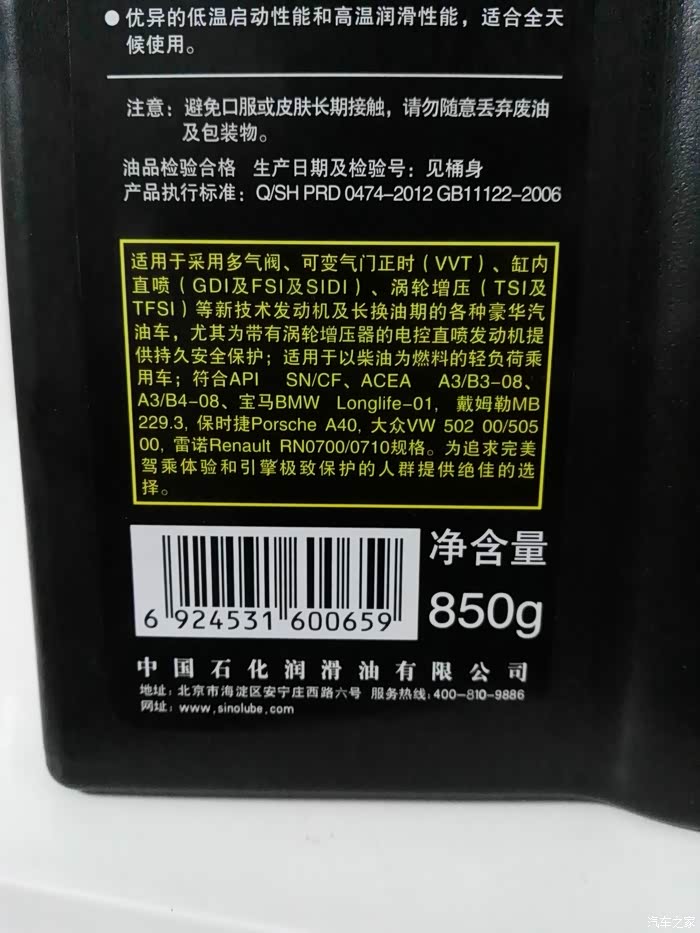 ●优异的低温启动性能和高温润滑性能，适合全天
候使用。
注意：避免口服或皮肤长期接触，请勿随意丢弃废油
及包装物。
油品检验合格 生产日期及检验号：见桶身
产品执行标准：Q/SH PRD 0474-2012 GB11122-2006
适用于采用多气阀、可变气门正时（VVT）、缸内
直喷（GDI及FSI及SIDI）、涡轮增压（TSI及
TFSI）等新技术发动机及长换油期的各种豪华汽
油车，尤其为带有涡轮增压器的电控直喷发动机提
供持久安全保护；适用于以柴油为燃料的轻负荷乘
用车；符合API SN/CF、ACEA A3/B3-08、
A3/B4-08、宝马BMW Longlife-01, 戴姆勒MB
229.3, 保时捷Porsche A40, 大众VW 502 00/505
00, 雷诺Renault RN0700/0710规格。为追求完美
驾乘体验和引擎极致保护的人群提供绝佳的选
择。
净含量
850g
6 924531 600659
中国石化润滑油有限公司
地址：北京市海淀区安宁庄西路六号 服务热线：400-810-9886
网址：www.sinolube.com
汽车之家